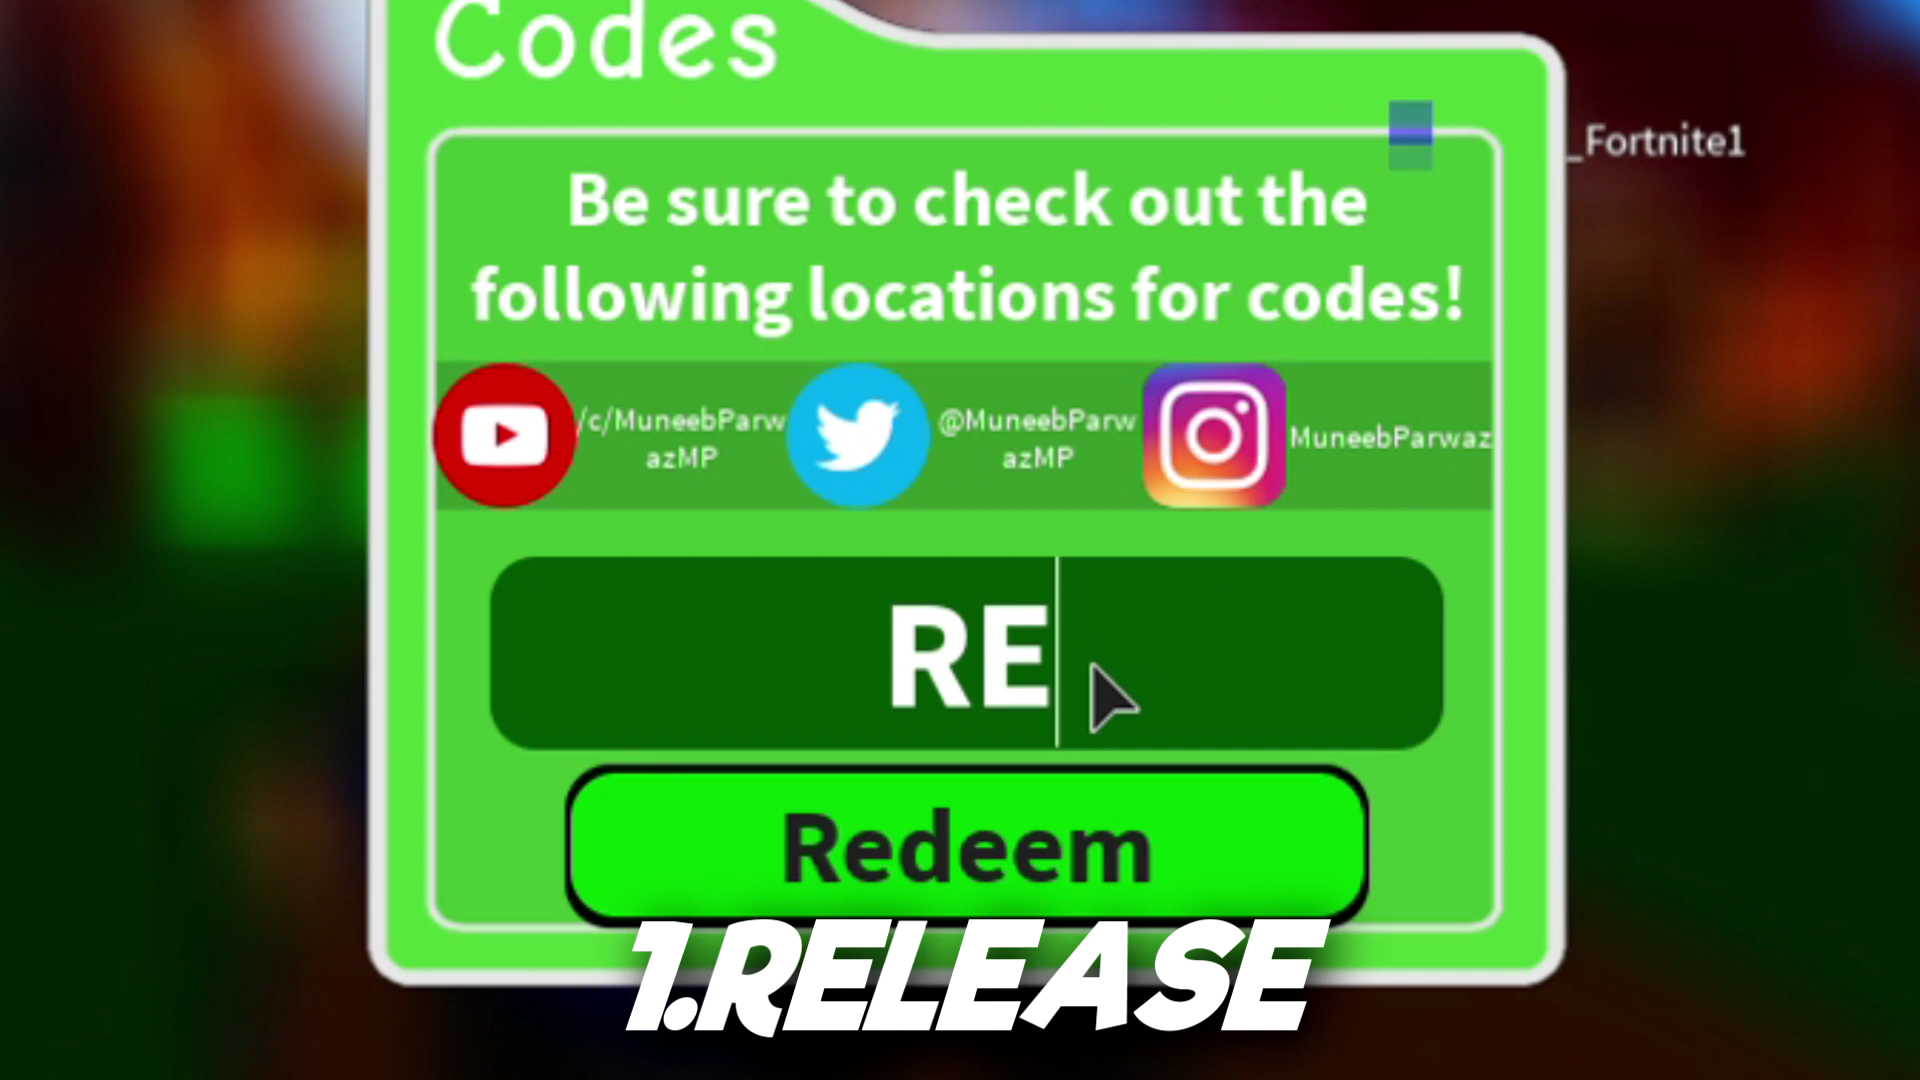 Codes
_Fortnite1
Be sure to check out the
following locations for codes!
/c/MuneebParw
azMP
@MuneebParw
azMP
MuneebParwaz
RE
Redeem
1.RELEASE